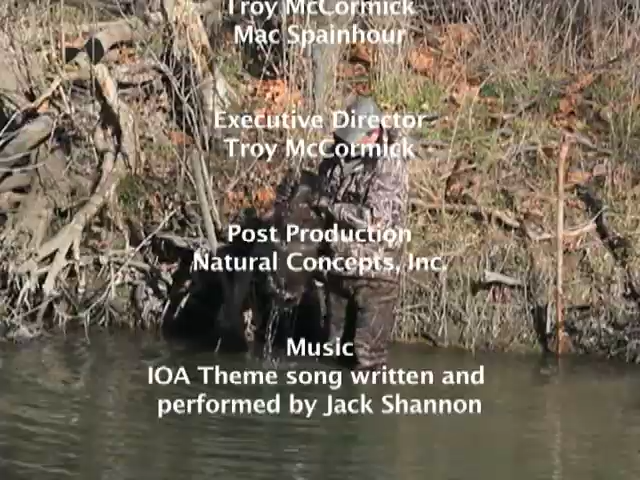 Troy McCormick
Mac Spainhour
Executive Director
Troy McCormick
Post Production
Natural Concepts, Inc.
Music
IOA Theme song written and
performed by Jack Shannon